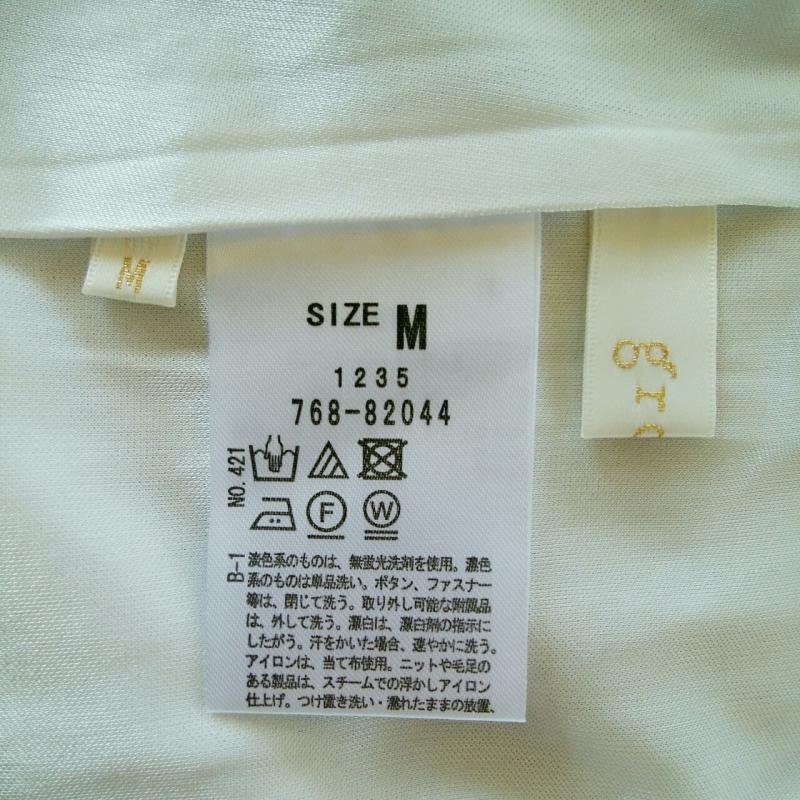 SIZE M
1235
768-82044
NO. 421
F W
B-1
淡色系のものは、無蛍光洗剤を使用。濃色
系のものは単品洗い。ボタン、ファスナー
等は、閉じて洗う。取り外し可能な附属品
は、外して洗う。漂白は、漂白剤の指示に
したがう。汗をかいた場合、速やかに洗う。
アイロンは、当て布使用。ニットや毛足の
ある製品は、スチームでの浮かしアイロン
仕上げ。つけ置き洗い・濡れたままの放置、
gr